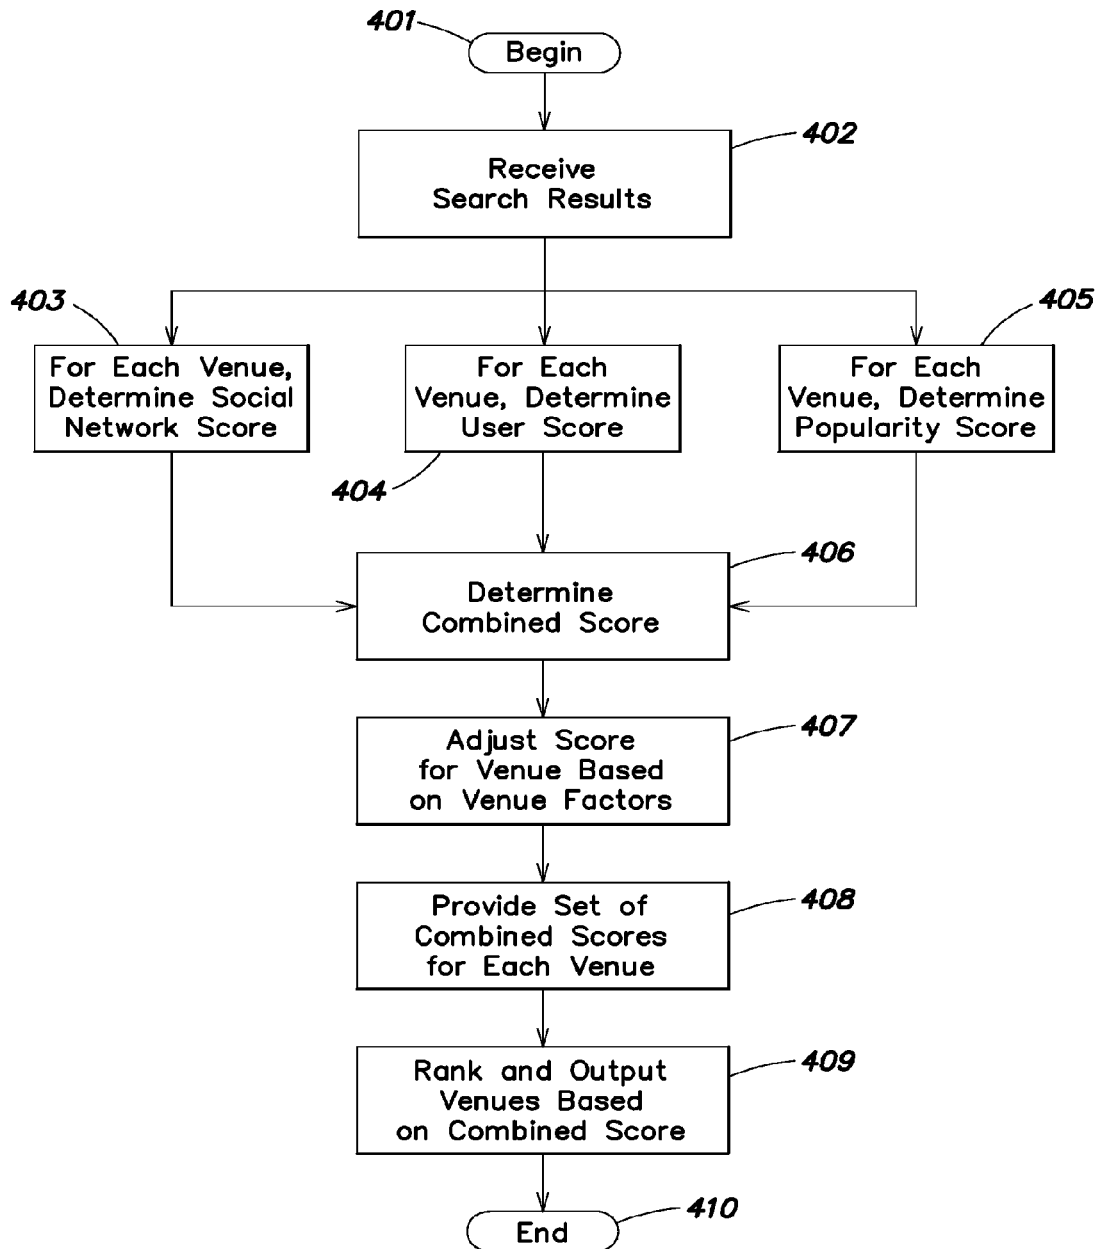 401
Begin
402
Receive
Search Results
403
405
For Each Venue,
Determine Social
Network Score
For Each
Venue, Determine
User Score
For Each
Venue, Determine
Popularity Score
404
406
Determine
Combined Score
407
Adjust Score
for Venue Based
on Venue Factors
408
Provide Set of
Combined Scores
for Each Venue
409
Rank and Output
Venues Based
on Combined Score
410
End